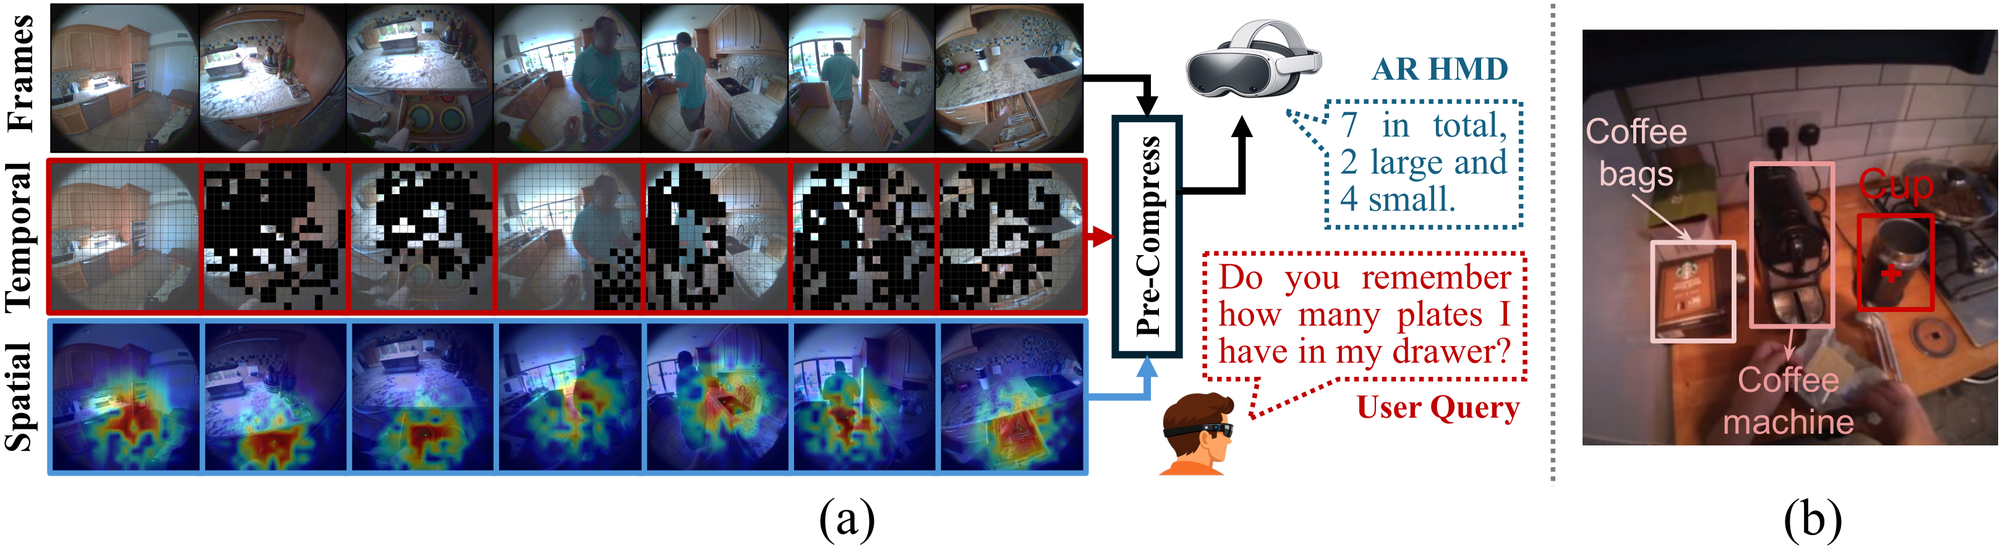 Frames
Temporal
Spatial
Pre-Compress
AR HMD
7 in total,
2 large and
4 small.
Do you remember
how many plates I
have in my drawer?
User Query
(a)
Coffee
bags
Cup
Coffee
machine
(b)